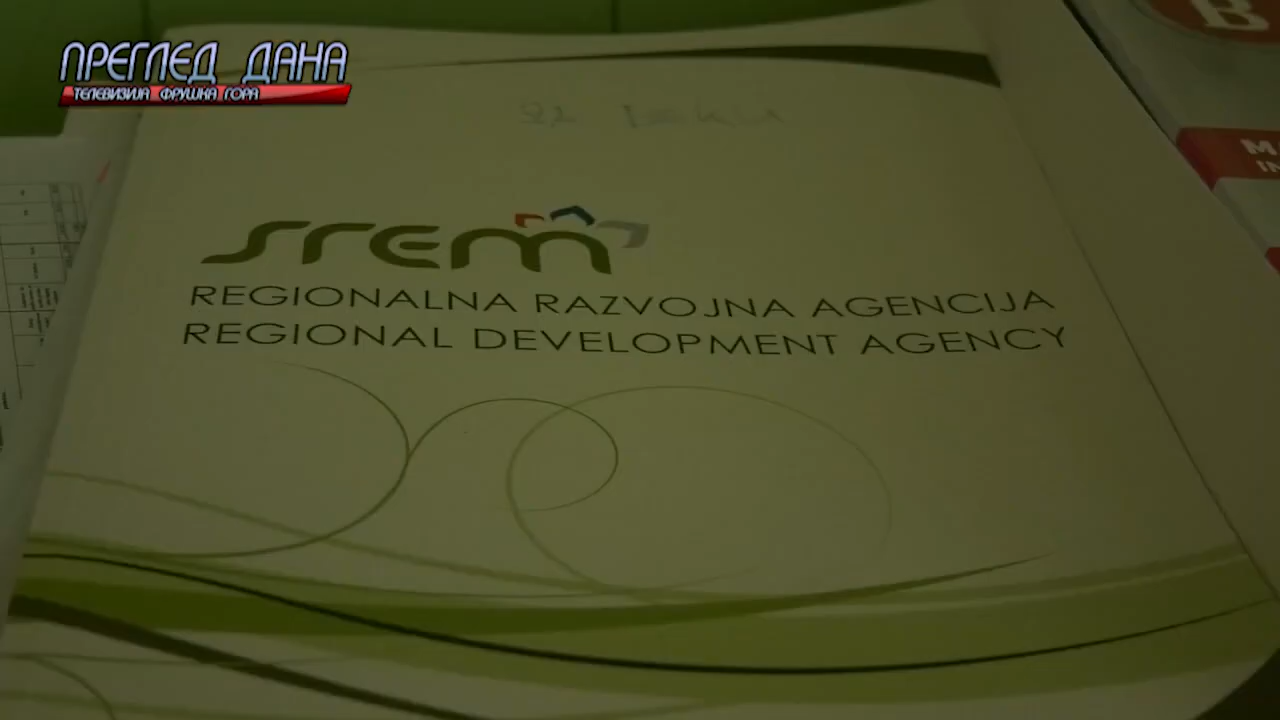 ПРЕГЛЕД ДАНА
ТЕЛЕВИЗИЈА ФРУШКА ГОРА
B
srem
REGIONALNA RAZVOJNA AGENCIJA
REGIONAL DEVELOPMENT AGENCY